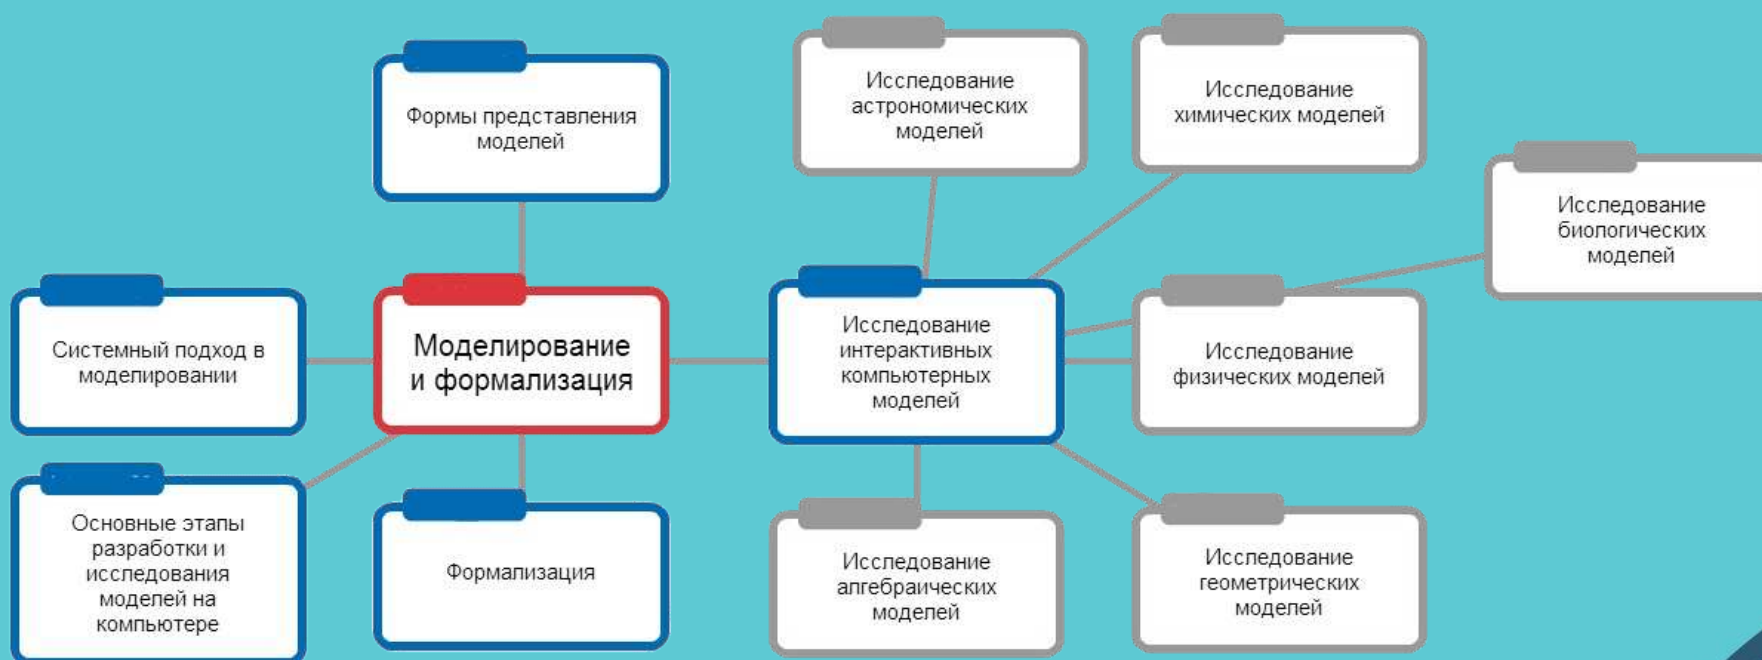 Формы представления
моделей
Исследование
астрономических
моделей
Исследование
химических моделей
Исследование
биологических
моделей
Системный подход в
моделировании
Моделирование
и формализация
Исследование
интерактивных
компьютерных
моделей
Исследование
физических моделей
Основные этапы
разработки и
исследования
моделей на
компьютере
Формализация
Исследование
алгебраических
моделей
Исследование
геометрических
моделей